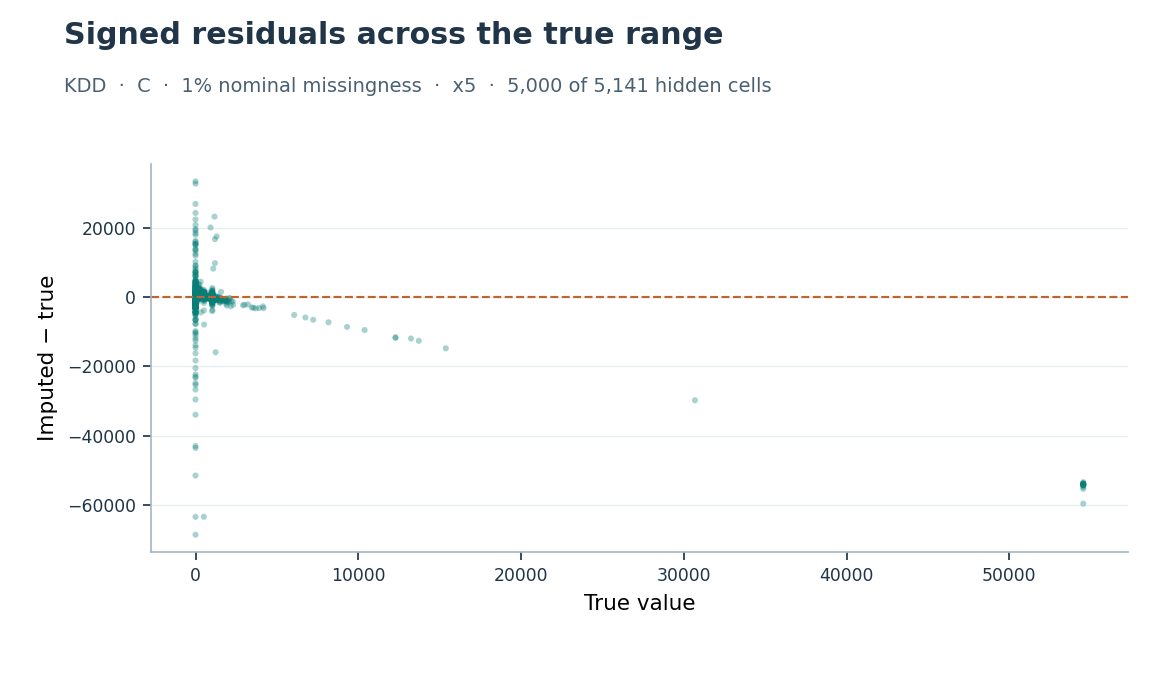 Signed residuals across the true range
KDD · C · 1% nominal missingness · x5 · 5,000 of 5,141 hidden cells
Imputed − true
20000
0
−20000
−40000
−60000
0
10000
20000
30000
40000
50000
True value